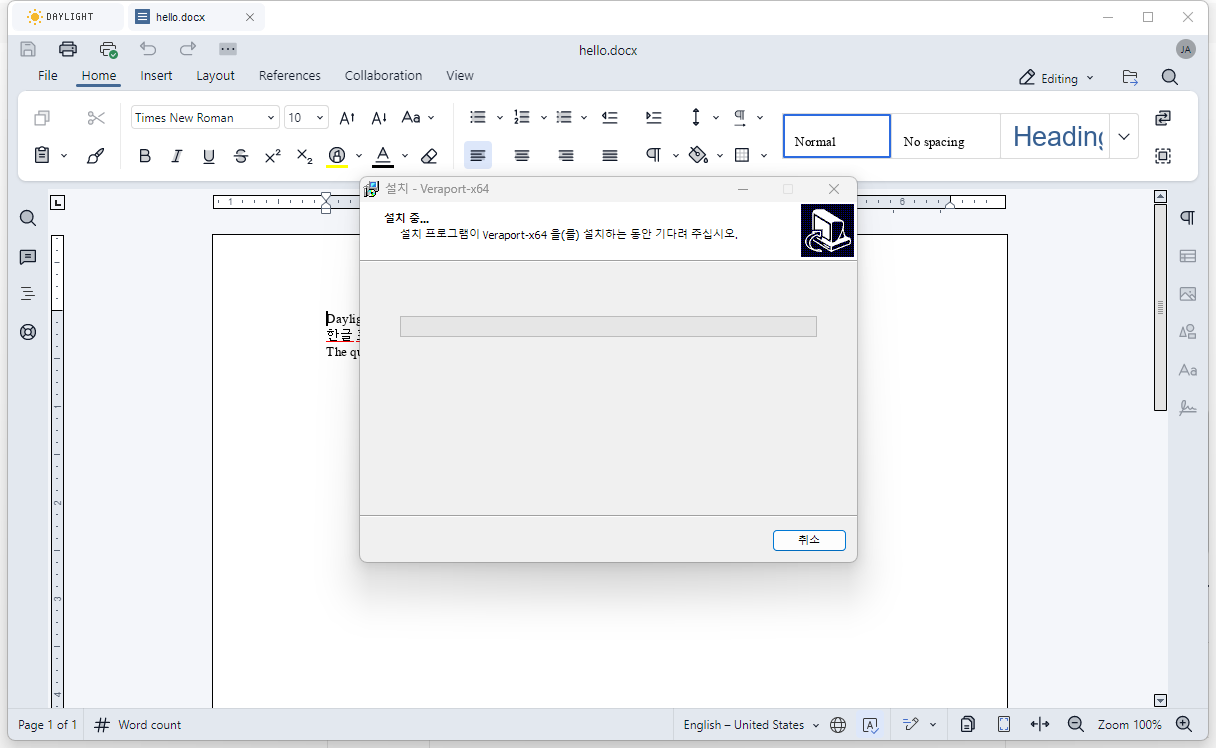 DAYLIGHT
hello.docx
hello.docx
JA
File Home Insert Layout References Collaboration View
Editing
Times New Roman
10
Normal
No spacing
Heading
설치 - Veraport-x64
설치 중...
설치 프로그램이 Veraport-x64 을(를) 설치하는 동안 기다려 주십시오.
취소
한글
The
Page 1 of 1
Word count
English – United States
Zoom 100%